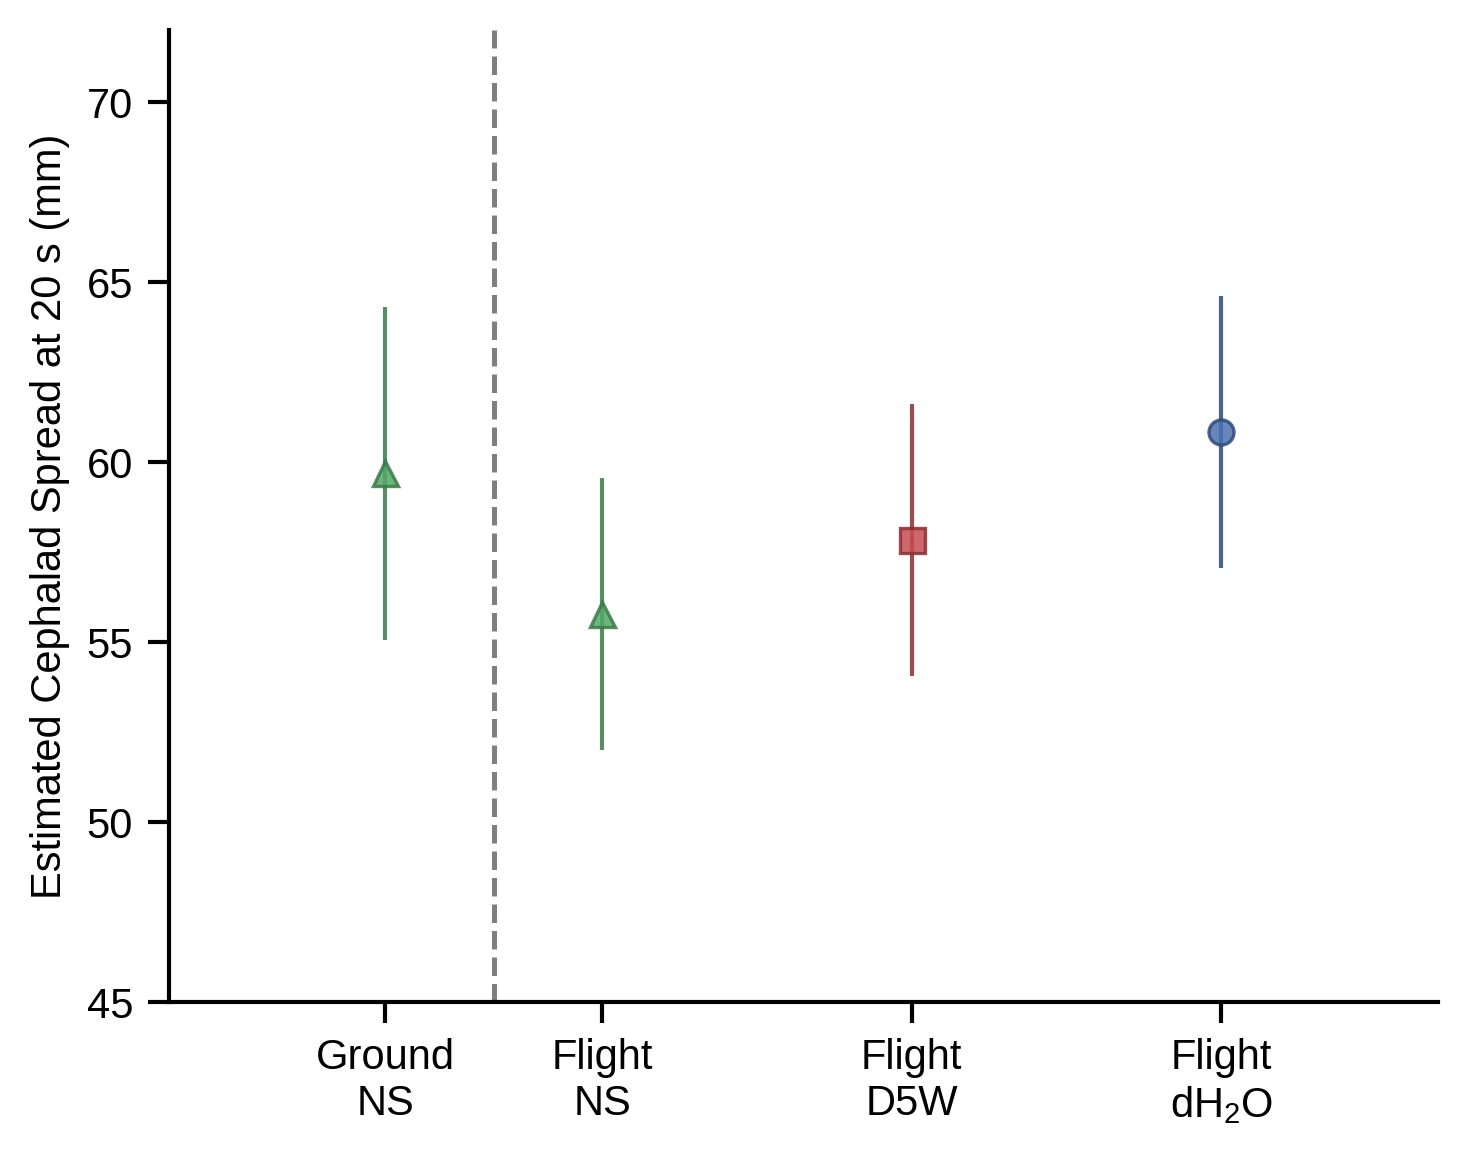 Estimated Cephalad Spread at 20 s (mm)
70
65
60
55
50
45
Ground
NS
Flight
NS
Flight
D5W
Flight
dH₂O